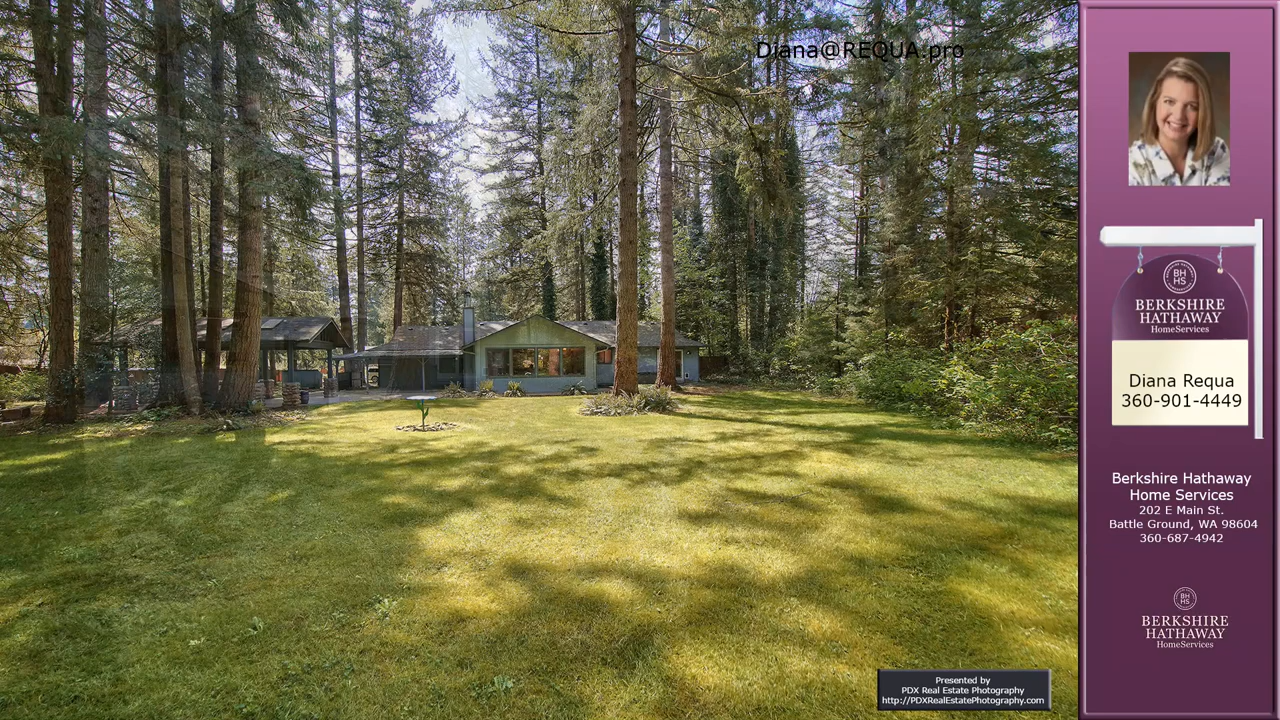 Diana@REQUA.pro
BH
HS
BERKSHIRE
HATHAWAY
HomeServices
Diana Requa
360-901-4449
Berkshire Hathaway
Home Services
202 E Main St.
Battle Ground, WA 98604
360-687-4942
BH
HS
BERKSHIRE
HATHAWAY
HomeServices
Presented by
PDX Real Estate Photography
http://PDXRealEstatePhotography.com